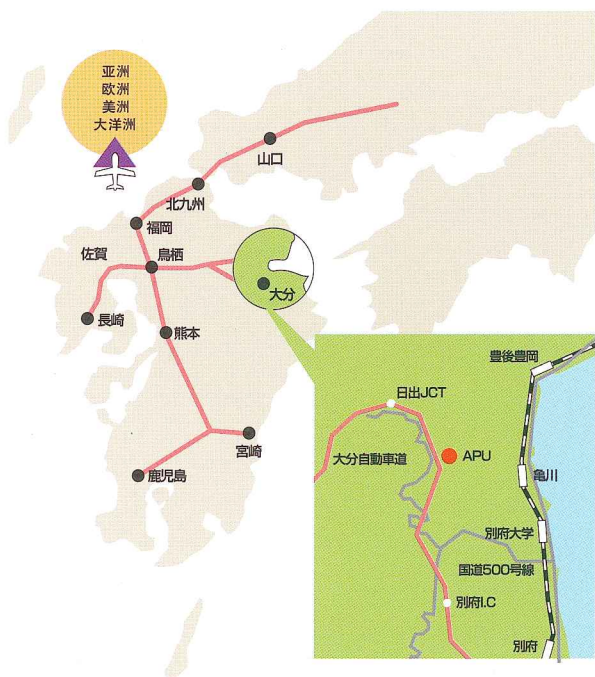 亚洲
欧洲
美洲
大洋洲
山口
北九州
福岡
佐賀
鳥栖
大分
長崎
熊本
宮崎
鹿児島
豊後豊岡
日出JCT
大分自動車道
APU
亀川
別府大学
国道500号線
別府I.C
別府